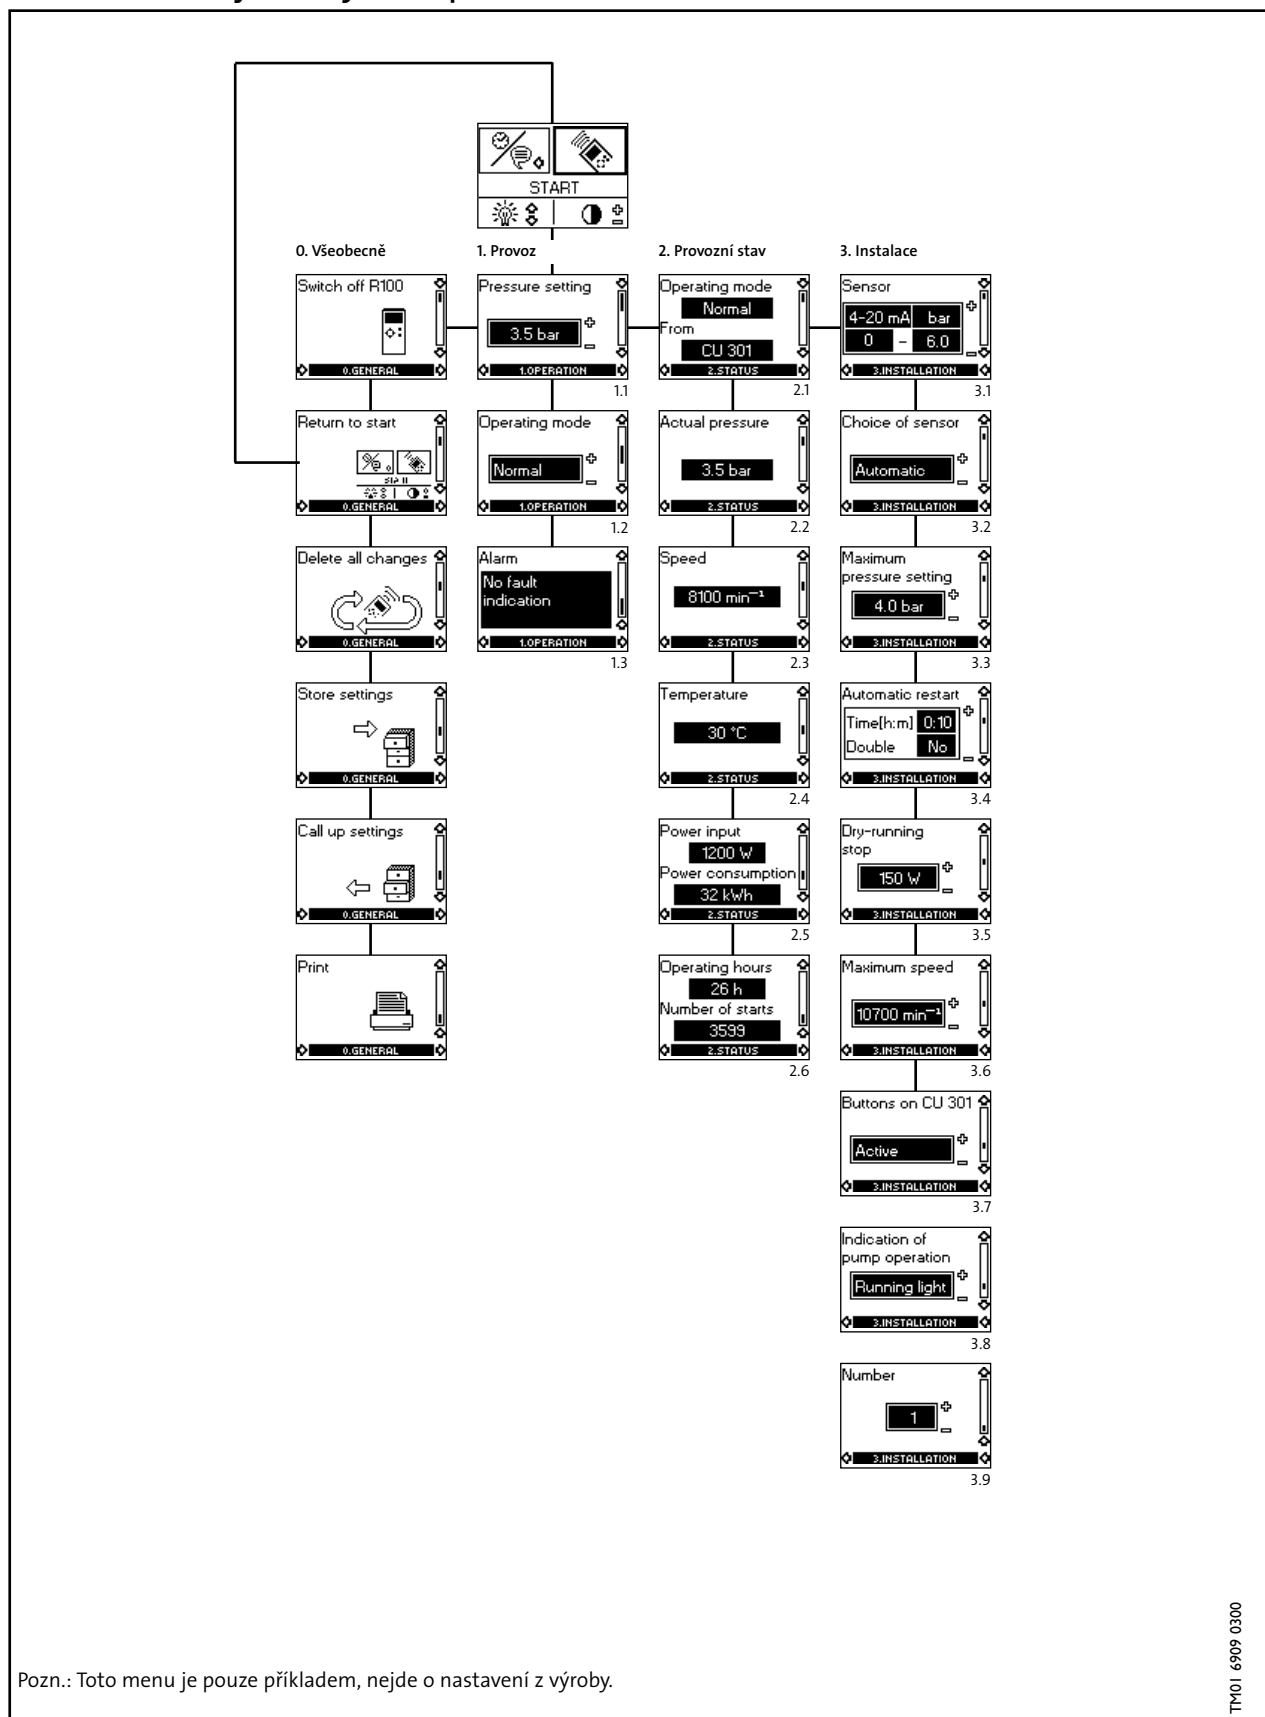 START
0. Všeobecně
1. Provoz
2. Provozní stav
3. Instalace
Switch off R100
0.GENERAL
Pressure setting
3.5 bar
1.OPERATION
1.1
Operating mode
Normal
From
CU 301
2.STATUS
2.1
Sensor
4-20 mA bar
0 - 6.0
3.INSTALLATION
3.1
Return to start
START
0.GENERAL
Operating mode
Normal
1.OPERATION
1.2
Actual pressure
3.5 bar
2.STATUS
2.2
Choice of sensor
Automatic
3.INSTALLATION
3.2
Delete all changes
0.GENERAL
Alarm
No fault
indication
1.OPERATION
1.3
Speed
8100 min⁻¹
2.STATUS
2.3
Maximum
pressure setting
4.0 bar
3.INSTALLATION
3.3
Store settings
0.GENERAL
Temperature
30 °C
2.STATUS
2.4
Automatic restart
Time[h:m] 0:10
Double No
3.INSTALLATION
3.4
Call up settings
0.GENERAL
Power input
1200 W
Power consumption
32 kWh
2.STATUS
2.5
Dry-running
stop
150 W
3.INSTALLATION
3.5
Print
0.GENERAL
Operating hours
26 h
Number of starts
3599
2.STATUS
2.6
Maximum speed
10700 min⁻¹
3.INSTALLATION
3.6
Buttons on CU 301
Active
3.INSTALLATION
3.7
Indication of
pump operation
Running light
3.INSTALLATION
3.8
Number
1
3.INSTALLATION
3.9
Pozn.: Toto menu je pouze příkladem, nejde o nastavení z výroby.
TM01 6909 0300